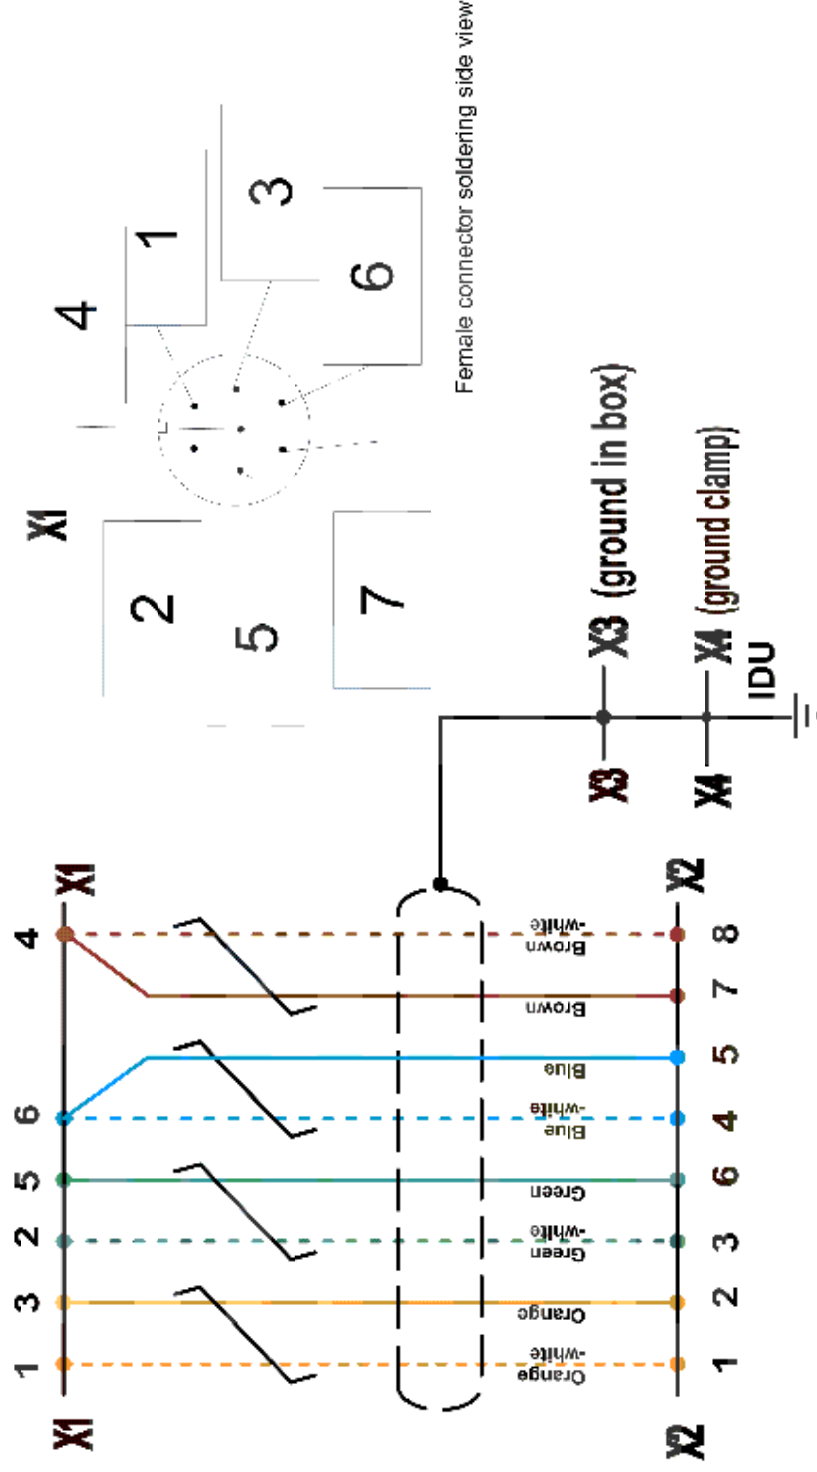 X1
4
1
3
6
2
5
7
Female connector soldering side view
X1
1
3
2
5
6
4
X1
Orange
-white
Orange
Green
-white
Green
Blue
-white
Blue
Brown
Brown
-white
X2
1
2
3
6
4
5
7
8
X2
X3
X3 (ground in box)
X4
X4 (ground clamp)
IDU